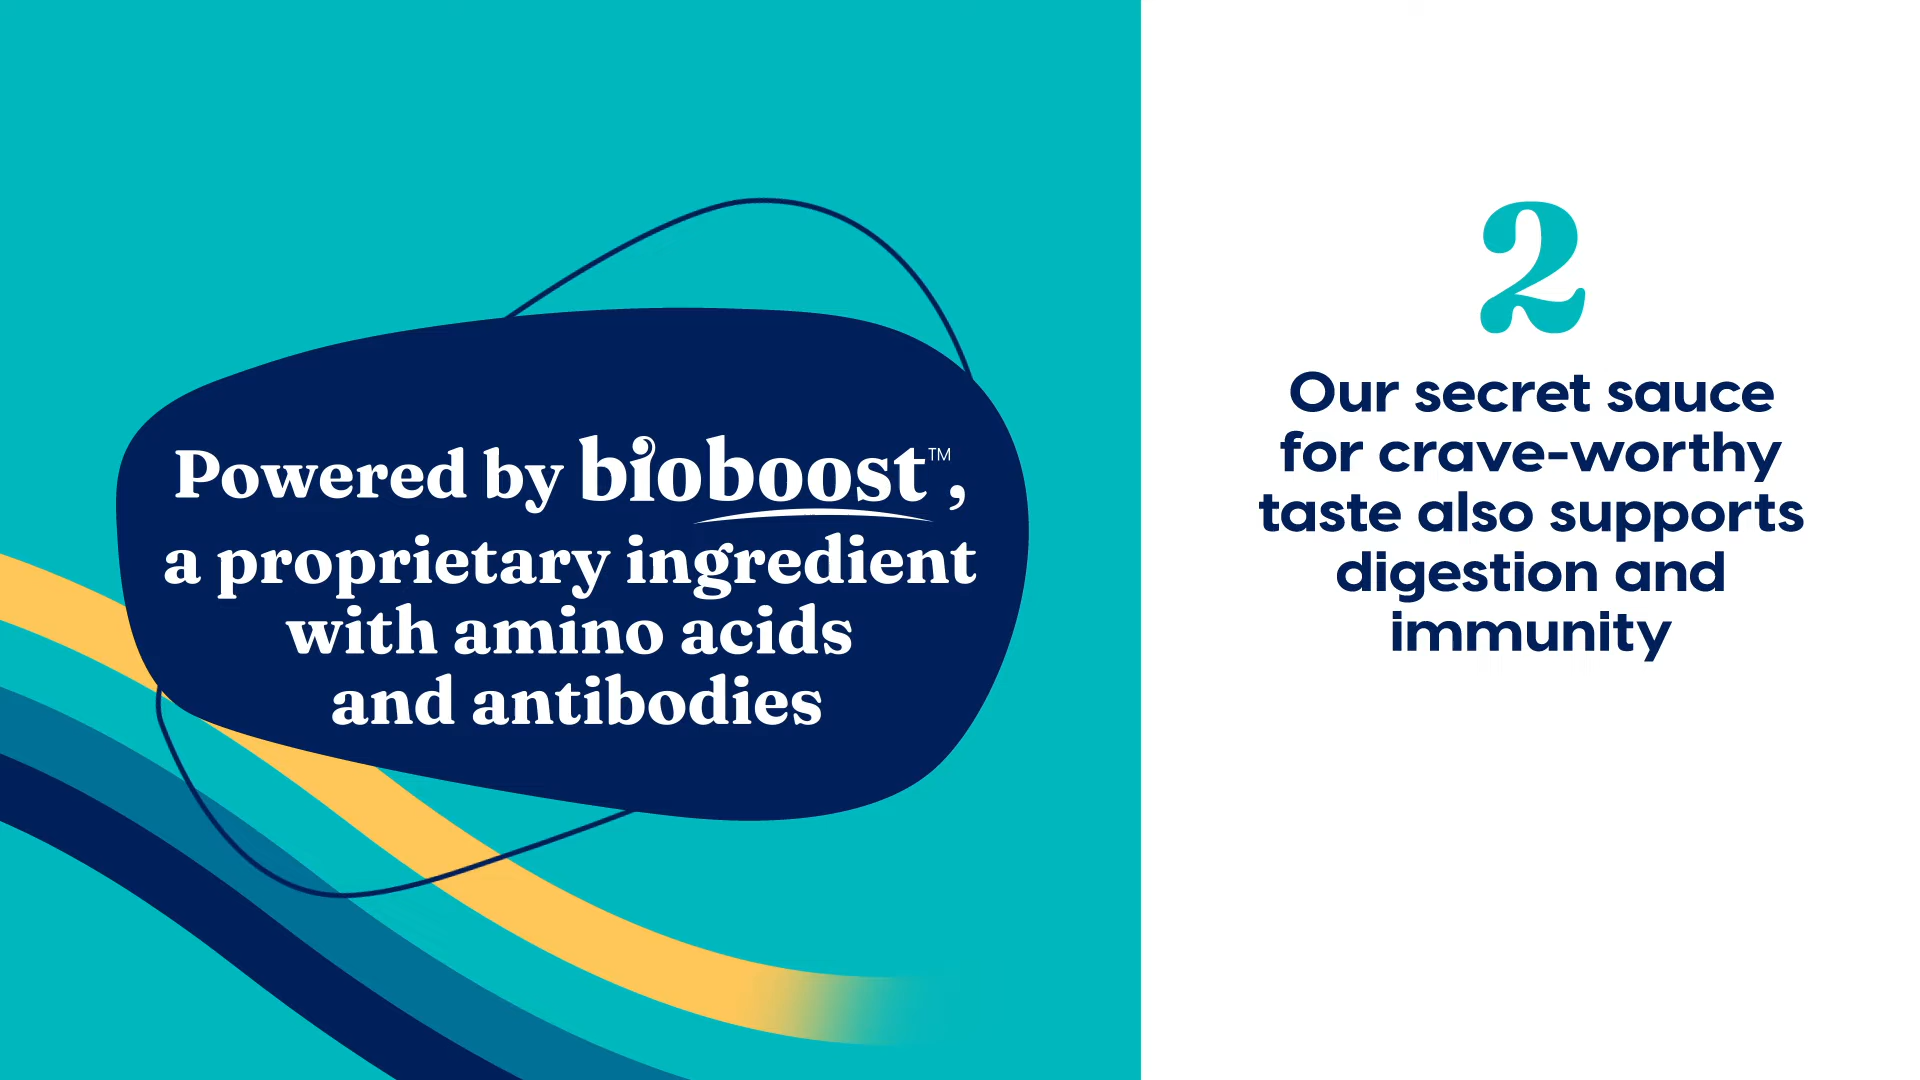 Powered by bioboost™,
a proprietary ingredient
with amino acids
and antibodies
2
Our secret sauce
for crave-worthy
taste also supports
digestion and
immunity